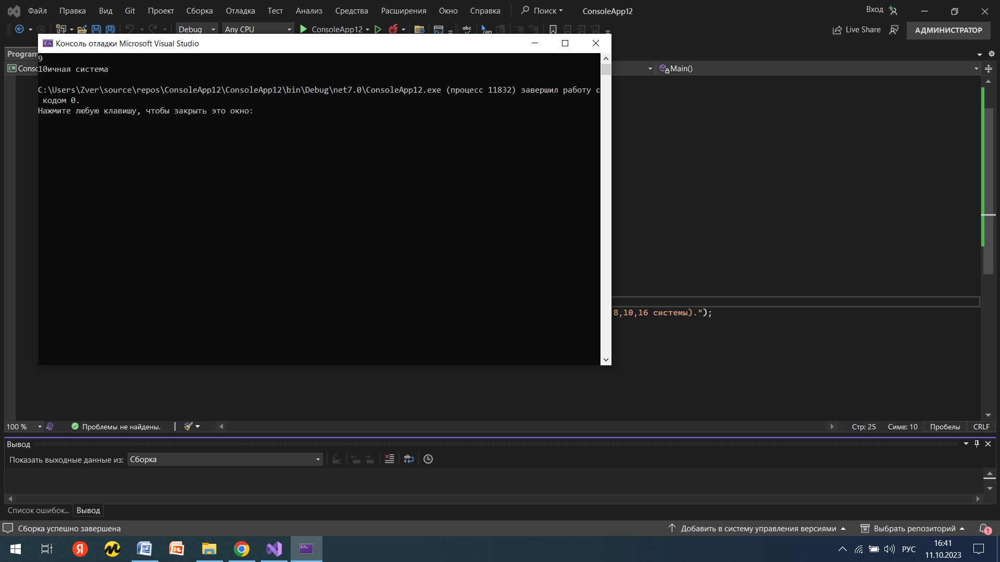 Файл Правка Вид Git Проект Сборка Отладка Тест Анализ Средства Расширения Окно Справка Поиск ConsoleApp12 Вход
Debug Any CPU ConsoleApp12 abc Live Share АДМИНИСТРАТОР
Консоль отладки Microsoft Visual Studio
Program
Main()
9
10ичная система
C:\Users\Zver\source\repos\ConsoleApp12\ConsoleApp12\bin\Debug\net7.0\ConsoleApp12.exe (процесс 11832) завершил работу с
кодом 0.
Нажмите любую клавишу, чтобы закрыть это окно:
8,10,16 системы).");
100 % Проблемы не найдены. Стр: 25 Симв: 10 Пробелы CRLF
Вывод
Показать выходные данные из: Сборка
Список ошибок... Вывод
Сборка успешно завершена Добавить в систему управления версиями Выбрать репозиторий 1
РУС 16:41
11.10.2023